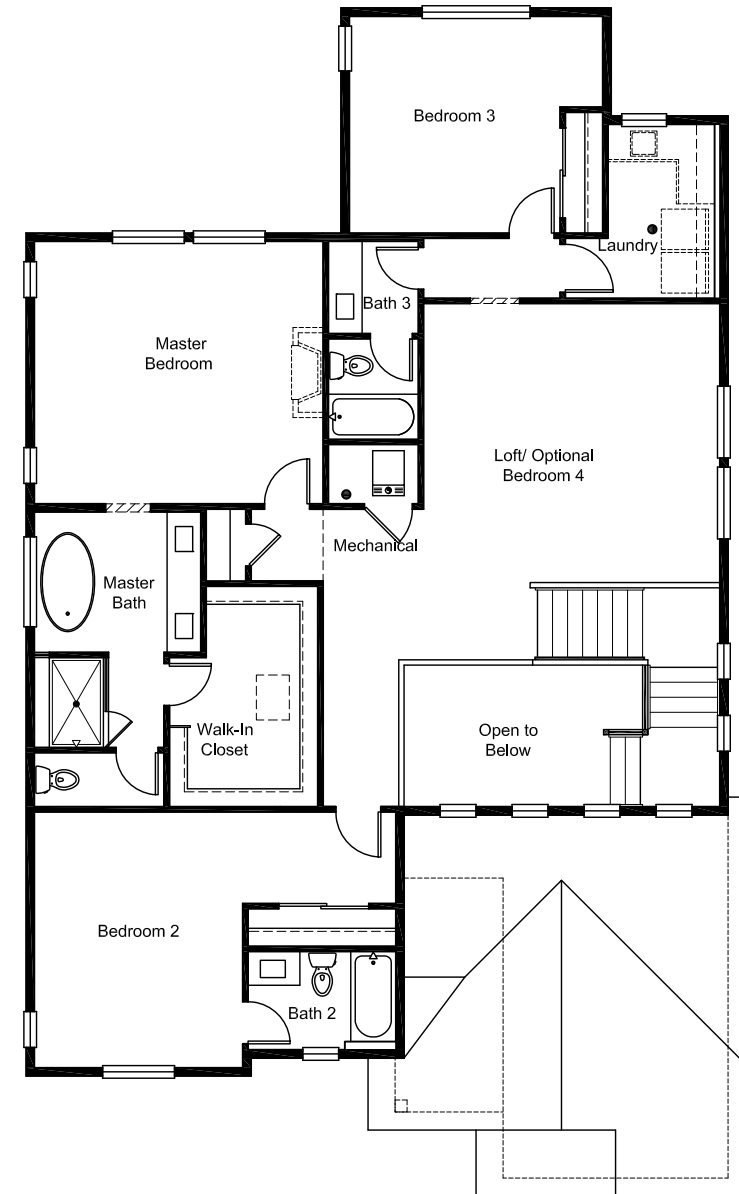 Bedroom 3
Laundry
Bath 3
Master
Bedroom
Loft/ Optional
Bedroom 4
Mechanical
Master
Bath
Walk-In
Closet
Open to
Below
Bedroom 2
Bath 2